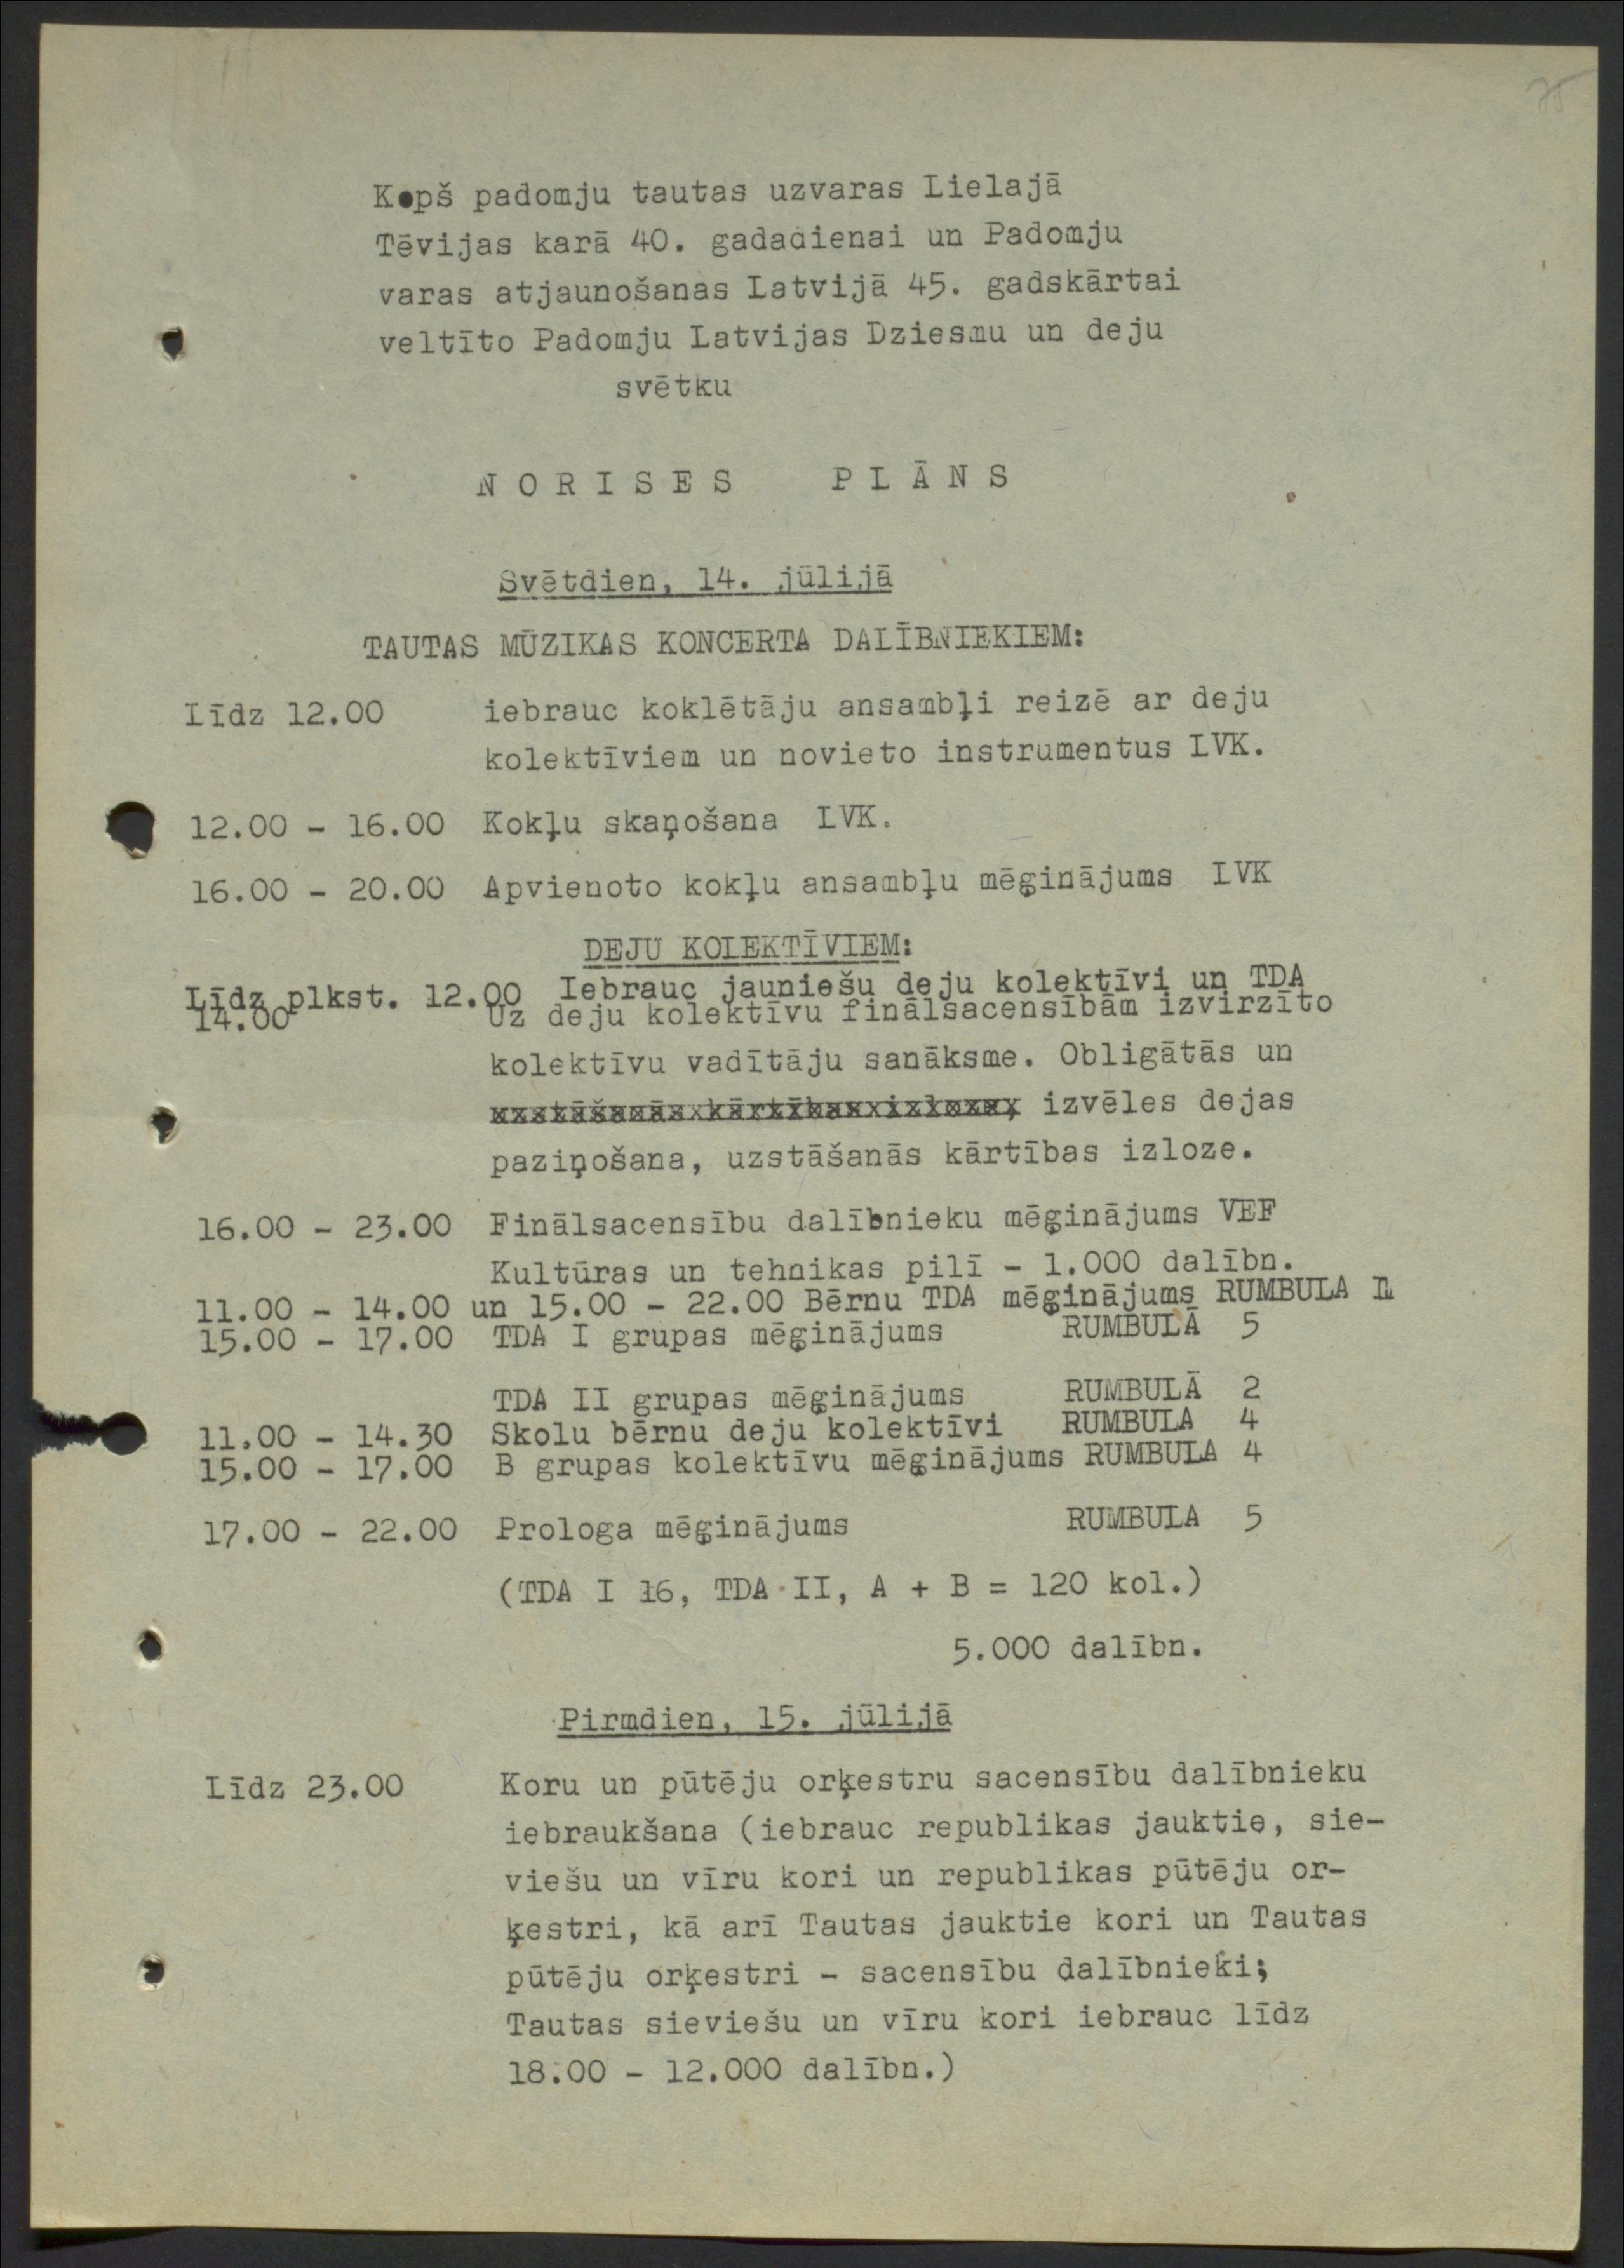 Kopš padomju tautas uzvaras Lielajā
Tēvijas karā 40. gadadienai un Padomju
varas atjaunošanas Latvijā 45. gadskārtai
veltīto Padomju Latvijas Dziesmu un deju
svētku
NORISES PLĀNS
Svētdien, 14. jūlijā
TAUTAS MŪZIKAS KONCERTA DALĪBNIEKIEM:
Līdz 12.00 iebrauc koklētāju ansambļi reizē ar deju
kolektīviem un novieto instrumentus LVK.
12.00 - 16.00 Kokļu skaņošana LVK.
16.00 - 20.00 Apvienoto kokļu ansambļu mēģinājums LVK
DEJU KOLEKTĪVIEM:
Līdz plkst. 12.00 Iebrauc jauniešu deju kolektīvi un TDA
14.00 Uz deju kolektīvu finālsacensībām izvirzīto
kolektīvu vadītāju sanāksme. Obligātās un
izvēles dejas
paziņošana, uzstāšanās kārtības izloze.
16.00 - 23.00 Finālsacensību dalībnieku mēģinājums VEF
Kultūras un tehnikas pilī - 1.000 dalībn.
11.00 - 14.00 un 15.00 - 22.00 Bērnu TDA mēģinājums RUMBULA
15.00 - 17.00 TDA I grupas mēģinājums RUMBULĀ 5
TDA II grupas mēģinājums RUMBULĀ 2
11.00 - 14.30 Skolu bērnu deju kolektīvi RUMBULA 4
15.00 - 17.00 B grupas kolektīvu mēģinājums RUMBULA 4
17.00 - 22.00 Prologa mēģinājums RUMBULA 5
(TDA I 16, TDA II, A + B = 120 kol.)
5.000 dalībn.
Pirmdien, 15. jūlijā
Līdz 23.00 Koru un pūtēju orķestru sacensību dalībnieku
iebraukšana (iebrauc republikas jauktie, sie-
viešu un vīru kori un republikas pūtēju or-
ķestri, kā arī Tautas jauktie kori un Tautas
pūtēju orķestri - sacensību dalībnieki;
Tautas sieviešu un vīru kori iebrauc līdz
18.00 - 12.000 dalībn.)